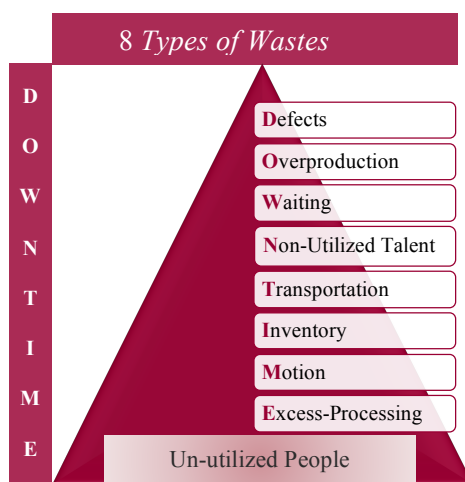 8 Types of Wastes
D
O
W
N
T
I
M
E
Defects
Overproduction
Waiting
Non-Utilized Talent
Transportation
Inventory
Motion
Excess-Processing
Un-utilized People